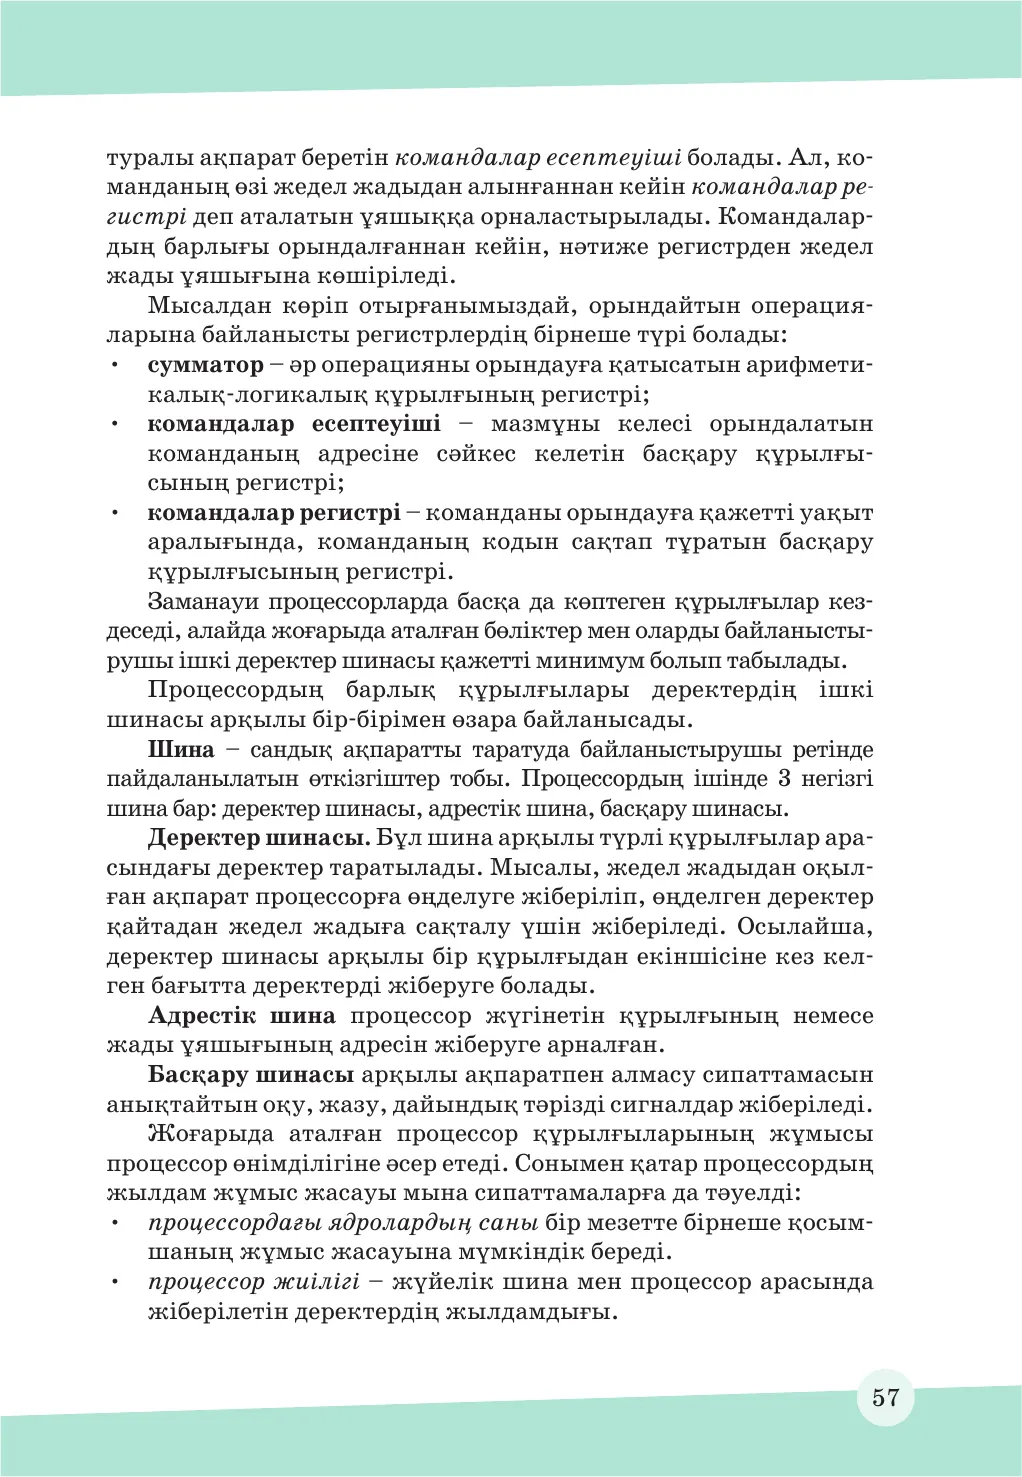 туралы ақпарат беретін командалар есептеуіші болады. Ал, ко-
манданың өзі жедел жадыдан алынғаннан кейін командалар ре-
гистрі деп аталатын ұяшыққа орналастырылады. Командалар-
дың барлығы орындалғаннан кейін, нәтиже регистрден жедел
жады ұяшығына көшіріледі.
Мысалдан көріп отырғанымыздай, орындайтын операция-
ларына байланысты регистрлердің бірнеше түрі болады:
• сумматор – әр операцияны орындауға қатысатын арифмети-
калық-логикалық құрылғының регистрі;
• командалар есептеуіші – мазмұны келесі орындалатын
команданың адресіне сәйкес келетін басқару құрылғы-
сының регистрі;
• командалар регистрі – команданы орындауға қажетті уақыт
аралығында, команданың кодын сақтап тұратын басқару
құрылғысының регистрі.
Заманауи процессорларда басқа да көптеген құрылғылар кез-
деседі, алайда жоғарыда аталған бөліктер мен оларды байланысты-
рушы ішкі деректер шинасы қажетті минимум болып табылады.
Процессордың барлық құрылғылары деректердің ішкі
шинасы арқылы бір-бірімен өзара байланысады.
Шина – сандық ақпаратты таратуда байланыстырушы ретінде
пайдаланылатын өткізгіштер тобы. Процессордың ішінде 3 негізгі
шина бар: деректер шинасы, адрестік шина, басқару шинасы.
Деректер шинасы. Бұл шина арқылы түрлі құрылғылар ара-
сындағы деректер таратылады. Мысалы, жедел жадыдан оқыл-
ған ақпарат процессорға өңделуге жіберіліп, өңделген деректер
қайтадан жедел жадыға сақталу үшін жіберіледі. Осылайша,
деректер шинасы арқылы бір құрылғыдан екіншісіне кез кел-
ген бағытта деректерді жіберуге болады.
Адрестік шина процессор жүгінетін құрылғының немесе
жады ұяшығының адресін жіберуге арналған.
Басқару шинасы арқылы ақпаратпен алмасу сипаттамасын
анықтайтын оқу, жазу, дайындық тәрізді сигналдар жіберіледі.
Жоғарыда аталған процессор құрылғыларының жұмысы
процессор өнімділігіне әсер етеді. Сонымен қатар процессордың
жылдам жұмыс жасауы мына сипаттамаларға да тәуелді:
• процессордағы ядролардың саны бір мезетте бірнеше қосым-
шаның жұмыс жасауына мүмкіндік береді.
• процессор жиілігі – жүйелік шина мен процессор арасында
жіберілетін деректердің жылдамдығы.
57